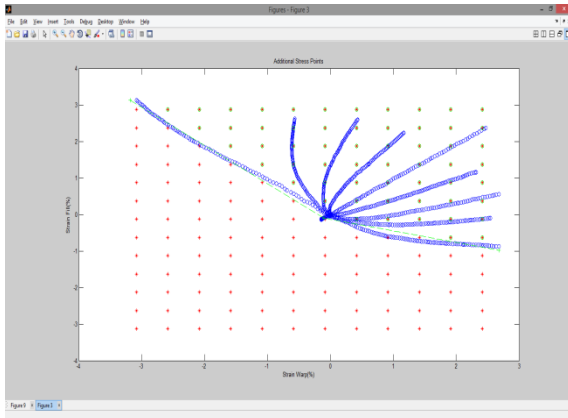 Figures - Figure 3
File Edit View Insert Tools Debug Desktop Window Help
Additional Stress Points
4
3
2
1
0
-1
-2
-3
-4
Strain Fill(%)
-4 -3 -2 -1 0 1 2 3
Strain Warp(%)
Figure 9 × Figure 3 ×